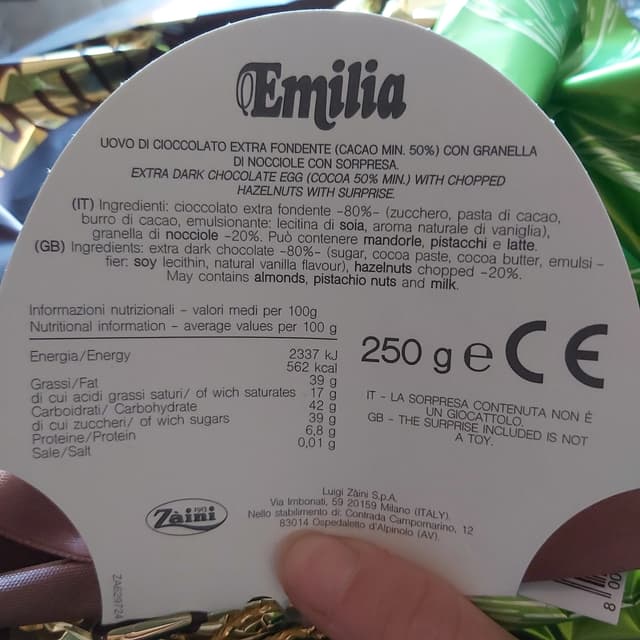 Emilia
UOVO DI CIOCCOLATO EXTRA FONDENTE (CACAO MIN. 50%) CON GRANELLA
DI NOCCIOLE CON SORPRESA.
EXTRA DARK CHOCOLATE EGG (COCOA 50% MIN.) WITH CHOPPED
HAZELNUTS WITH SURPRISE.
(IT) Ingredienti: cioccolato extra fondente -80%- (zucchero, pasta di cacao,
burro di cacao, emulsionante: lecitina di soia, aroma naturale di vaniglia),
granella di nocciole -20%. Può contenere mandorle, pistacchi e latte.
(GB) Ingredients: extra dark chocolate -80%- (sugar, cocoa paste, cocoa butter, emulsi -
fier: soy lecithin, natural vanilla flavour), hazelnuts chopped -20%.
May contains almonds, pistachio nuts and milk.
Informazioni nutrizionali - valori medi per 100g
Nutritional information - average values per 100 g
Energia/Energy 2337 kJ
562 kcal
Grassi/Fat 39 g
di cui acidi grassi saturi/ of wich saturates 17 g
Carboidrati/ Carbohydrate 42 g
di cui zuccheri/ of wich sugars 39 g
Proteine/Protein 6,8 g
Sale/Salt 0,01 g
250 g e CE
IT - LA SORPRESA CONTENUTA NON È
UN GIOCATTOLO.
GB - THE SURPRISE INCLUDED IS NOT
A TOY.
1913
Zàini
Luigi Zàini S.p.A.
Via Imbonati, 59 20159 Milano (ITALY).
Nello stabilimento di: Contrada Campomarino, 12
83014 Ospedaletto d'Alpinolo (AV).
ZA829724